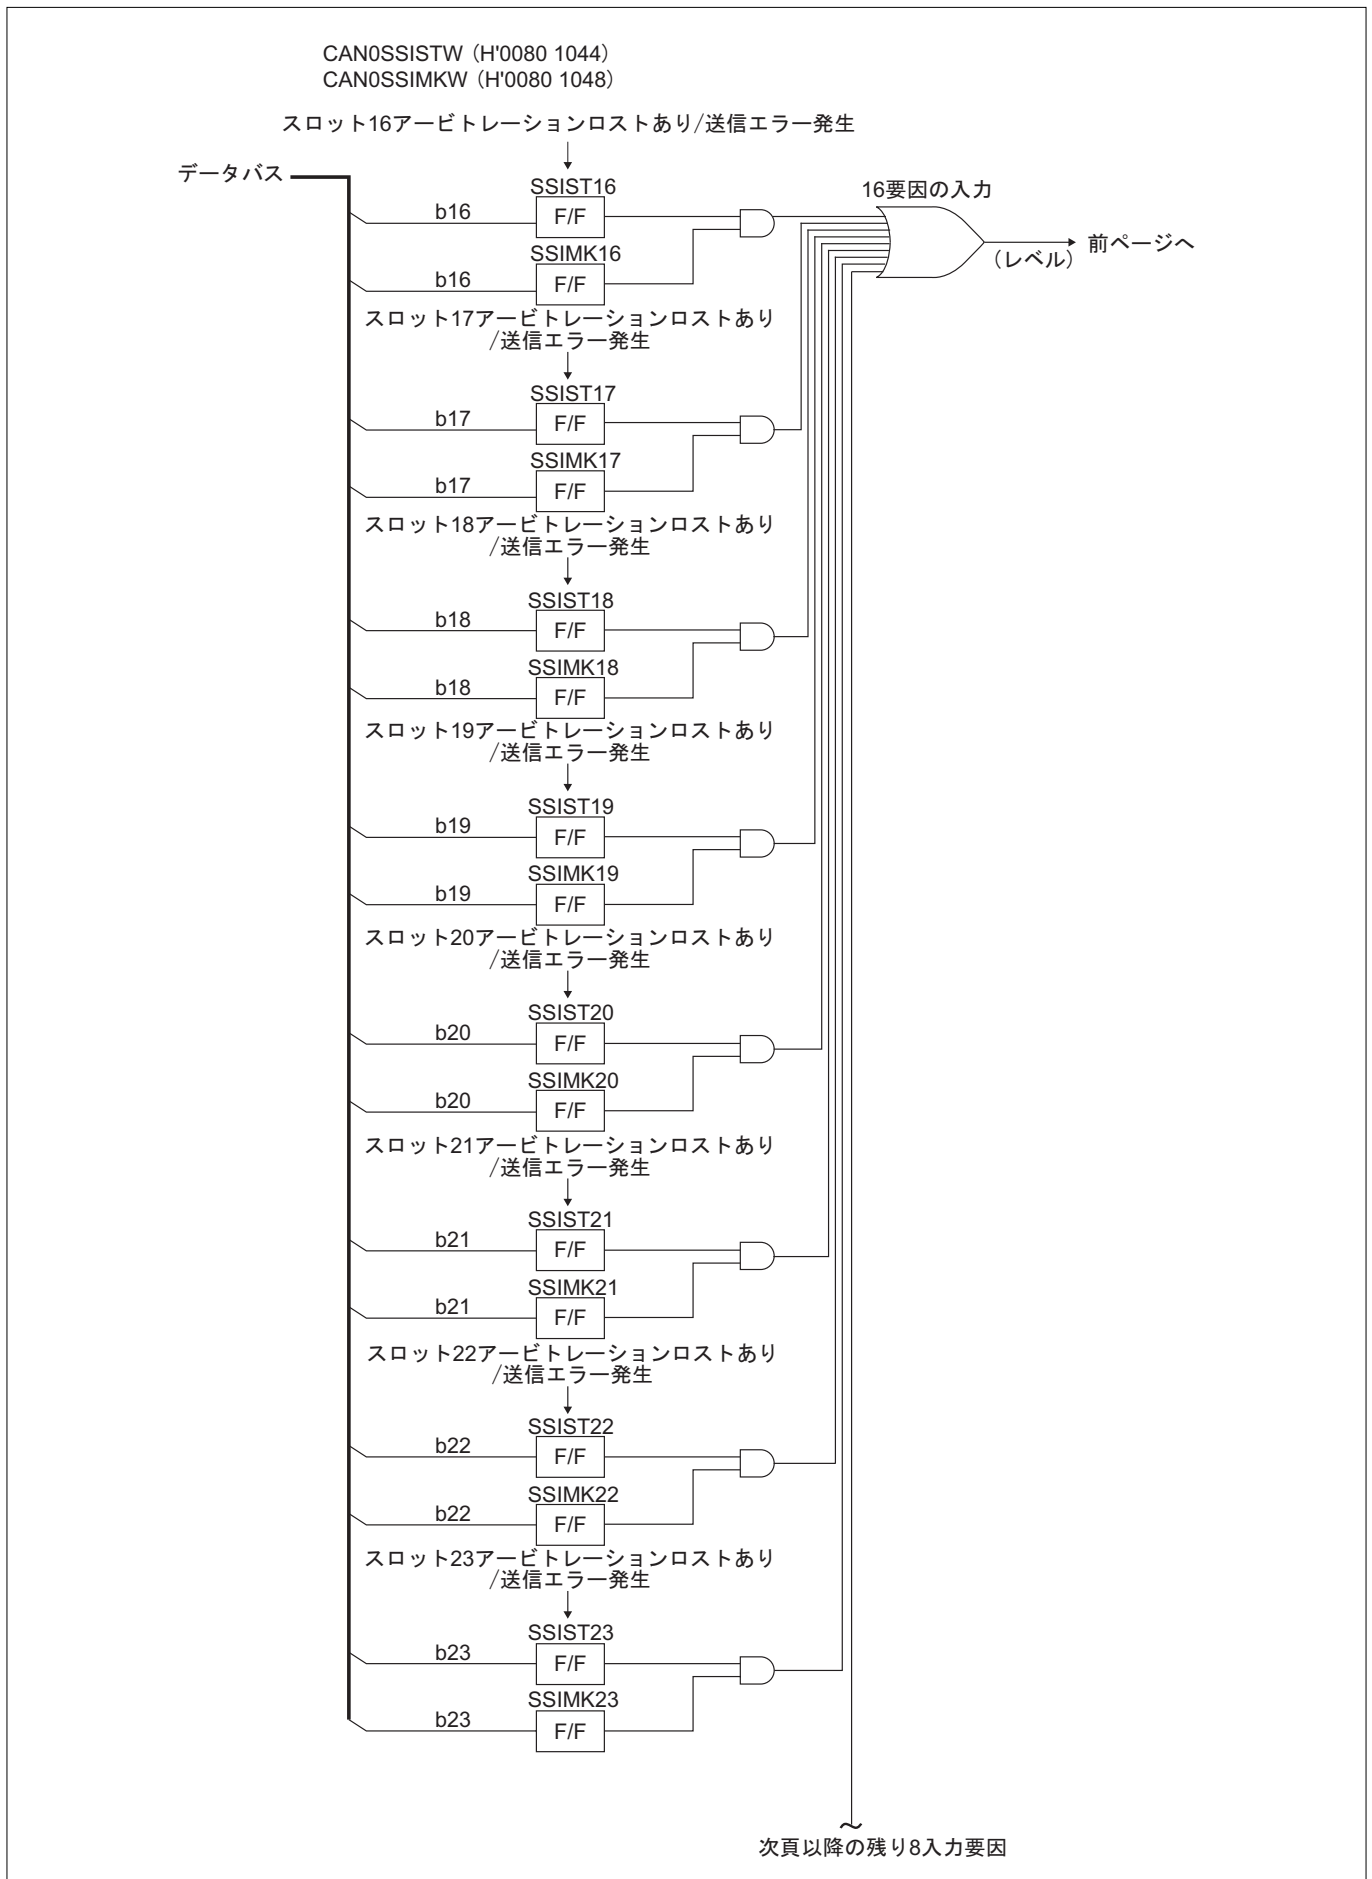 CAN0SSISTW (H'0080 1044)
CAN0SSIMKW (H'0080 1048)
スロット16アービトレーションロストあり/送信エラー発生
データバス
16要因の入力
(レベル)
前ページへ
SSIST16
b16
F/F
SSIMK16
b16
F/F
スロット17アービトレーションロストあり
/送信エラー発生
SSIST17
b17
F/F
SSIMK17
b17
F/F
スロット18アービトレーションロストあり
/送信エラー発生
SSIST18
b18
F/F
SSIMK18
b18
F/F
スロット19アービトレーションロストあり
/送信エラー発生
SSIST19
b19
F/F
SSIMK19
b19
F/F
スロット20アービトレーションロストあり
/送信エラー発生
SSIST20
b20
F/F
SSIMK20
b20
F/F
スロット21アービトレーションロストあり
/送信エラー発生
SSIST21
b21
F/F
SSIMK21
b21
F/F
スロット22アービトレーションロストあり
/送信エラー発生
SSIST22
b22
F/F
SSIMK22
b22
F/F
スロット23アービトレーションロストあり
/送信エラー発生
SSIST23
b23
F/F
SSIMK23
b23
F/F
次頁以降の残り8入力要因